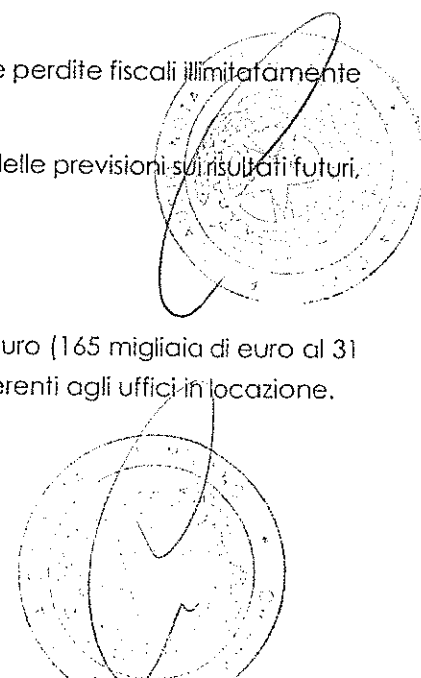 e perdite fiscali illimitatamente
delle previsioni sui risultati futuri,
uro (165 migliaia di euro al 31
erenti agli uffici in locazione.